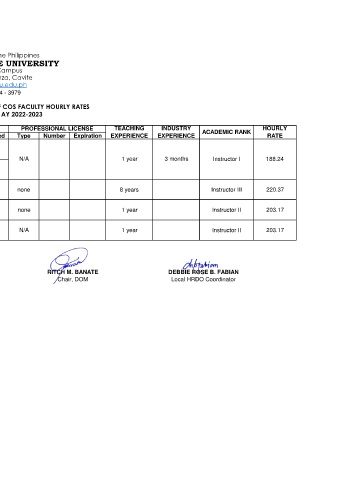 he Philippines
E UNIVERSITY
Campus
eza, Cavite
u.edu.ph
4 - 3979
F COS FACULTY HOURLY RATES
AY 2022-2023
PROFESSIONAL LICENSE TEACHING EXPERIENCE INDUSTRY EXPERIENCE ACADEMIC RANK HOURLY RATE
ed Type Number Expiration
N/A 1 year 3 months Instructor I 188.24
none 8 years Instructor III 220.37
none 1 year Instructor II 203.17
N/A 1 year Instructor II 203.17
RITCH M. BANATE DEBBIE ROSE B. FABIAN
Chair, DOM Local HRDO Coordinator